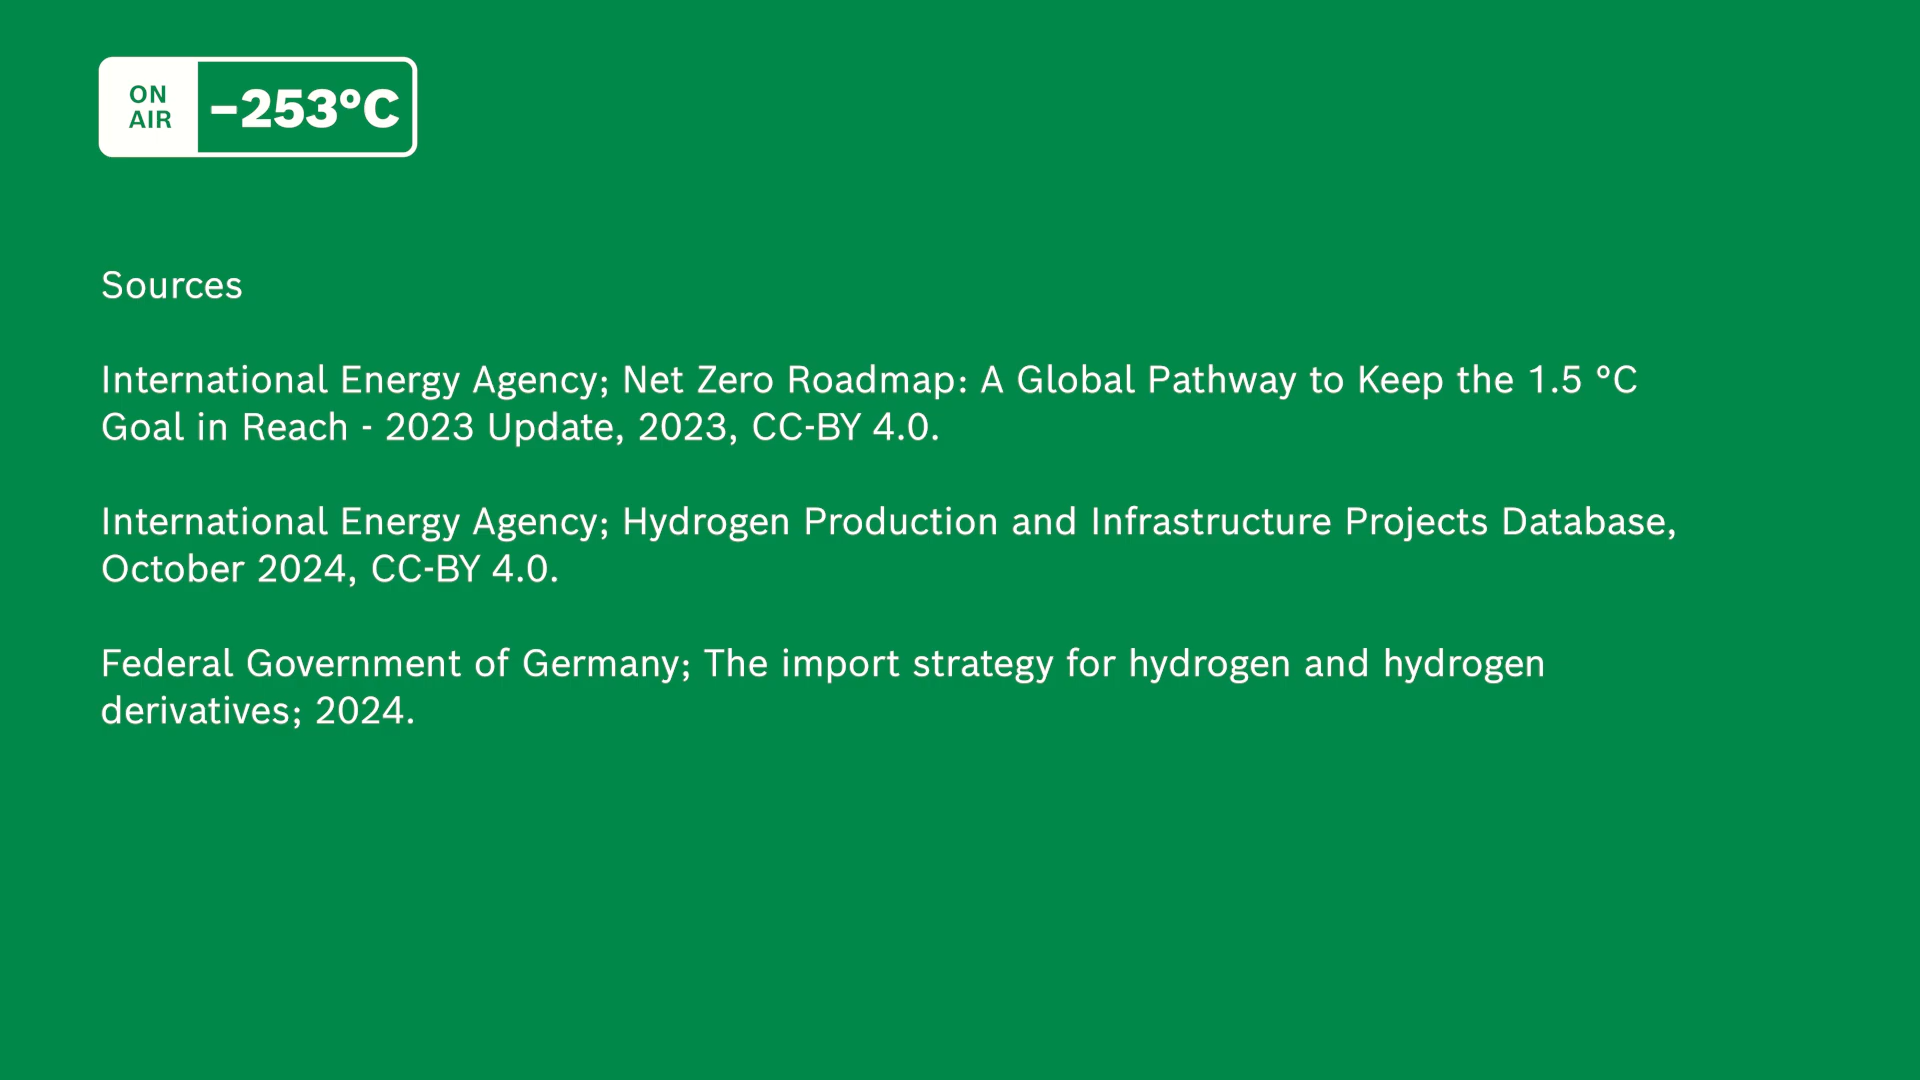 ON
AIR
–253°C
Sources
International Energy Agency; Net Zero Roadmap: A Global Pathway to Keep the 1.5 °C
Goal in Reach - 2023 Update, 2023, CC-BY 4.0.
International Energy Agency; Hydrogen Production and Infrastructure Projects Database,
October 2024, CC-BY 4.0.
Federal Government of Germany; The import strategy for hydrogen and hydrogen
derivatives; 2024.